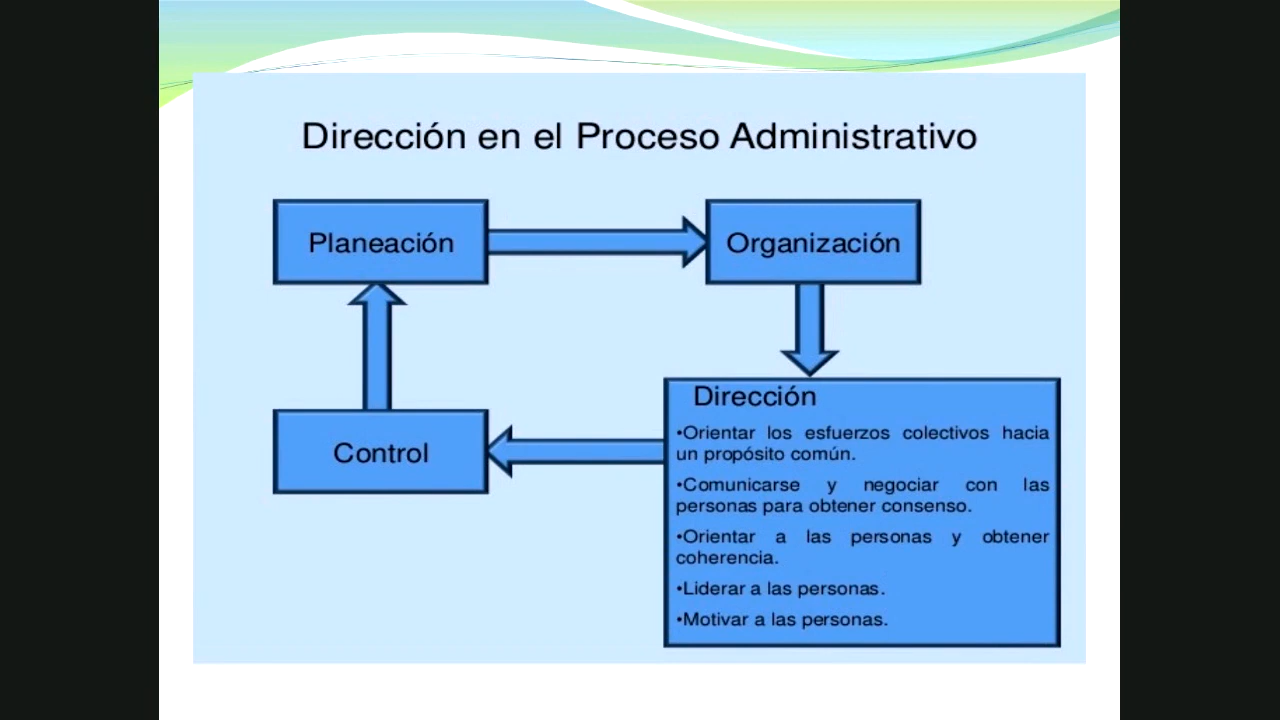 Dirección en el Proceso Administrativo
Planeación
Organización
Dirección
•Orientar los esfuerzos colectivos hacia
un propósito común.
•Comunicarse y negociar con las
personas para obtener consenso.
•Orientar a las personas y obtener
coherencia.
•Liderar a las personas.
•Motivar a las personas.
Control